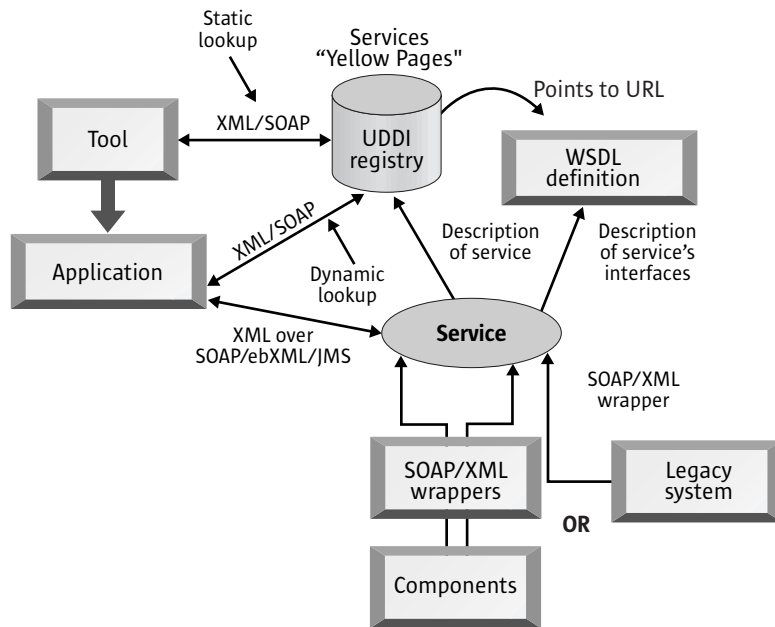 Static
lookup
Services
“Yellow Pages"
Points to URL
XML/SOAP
Tool
UDDI
registry
WSDL
definition
XML/SOAP
Description
of service
Description
of service’s
interfaces
Application
Dynamic
lookup
Service
XML over
SOAP/ebXML/JMS
SOAP/XML
wrapper
SOAP/XML
wrappers
Legacy
system
OR
Components